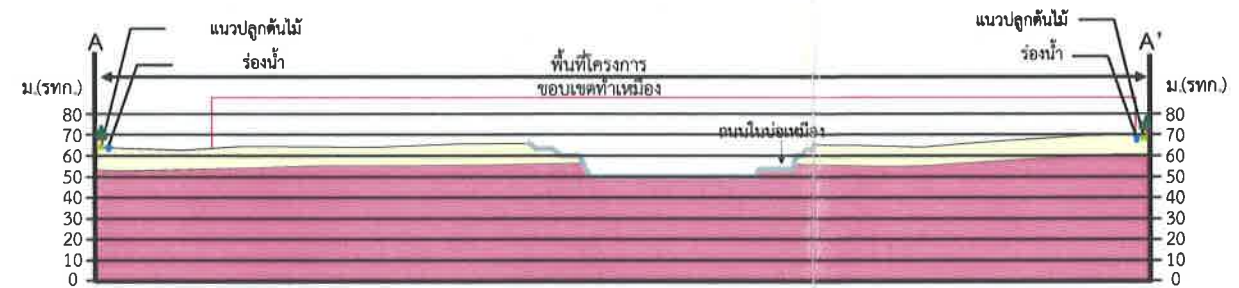 แนวปลูกต้นไม้
แนวปลูกต้นไม้
A
A'
ร่องน้ำ
ร่องน้ำ
พื้นที่โครงการ
ม.(รทก.)
ขอบเขตทำเหมือง
ม.(รทก.)
80
80
70
ถนนในบ่อเหมือง
70
60
60
50
50
40
40
30
30
20
20
10
10
0
0